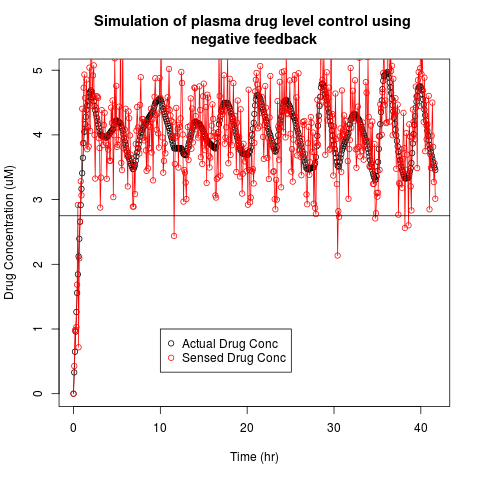 Simulation of plasma drug level control using
negative feedback
Drug Concentration (uM)
5
4
3
2
1
0
Actual Drug Conc
Sensed Drug Conc
0 10 20 30 40
Time (hr)